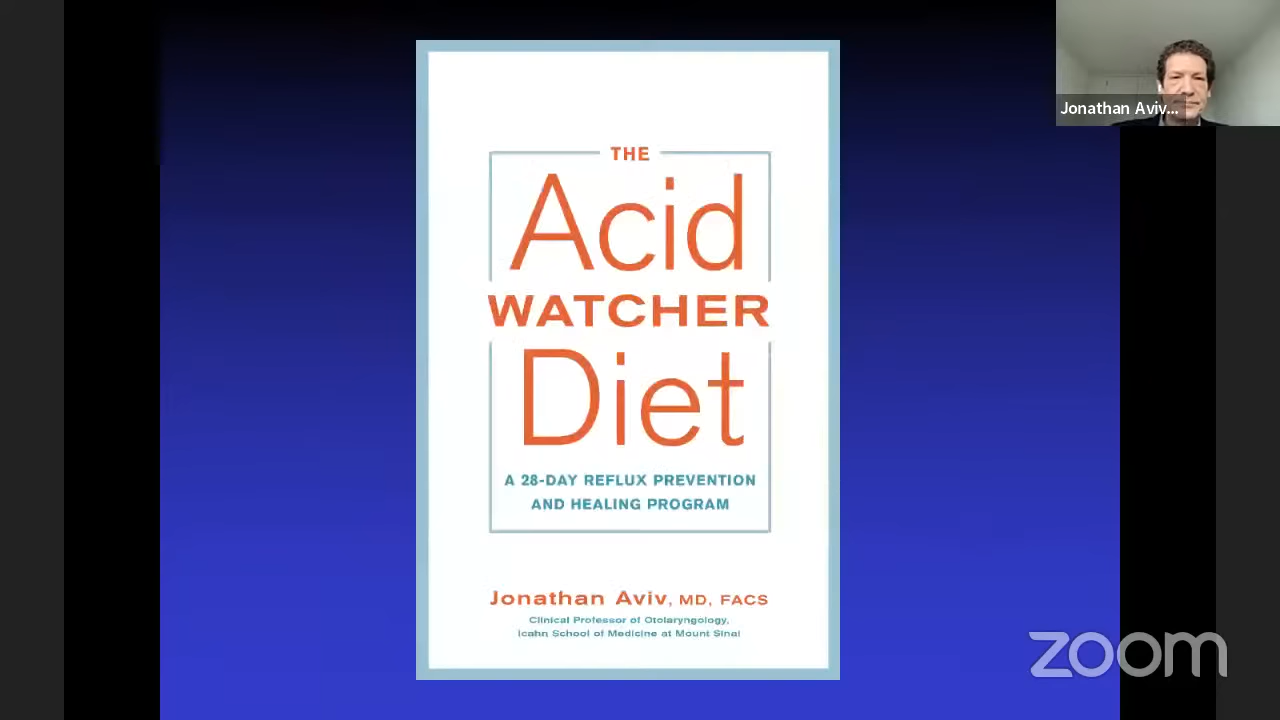 THE
Acid
WATCHER
Diet
A 28-DAY REFLUX PREVENTION
AND HEALING PROGRAM
Jonathan Aviv, MD, FACS
Clinical Professor of Otolaryngology,
Icahn School of Medicine at Mount Sinai
Jonathan Aviv...
zoom